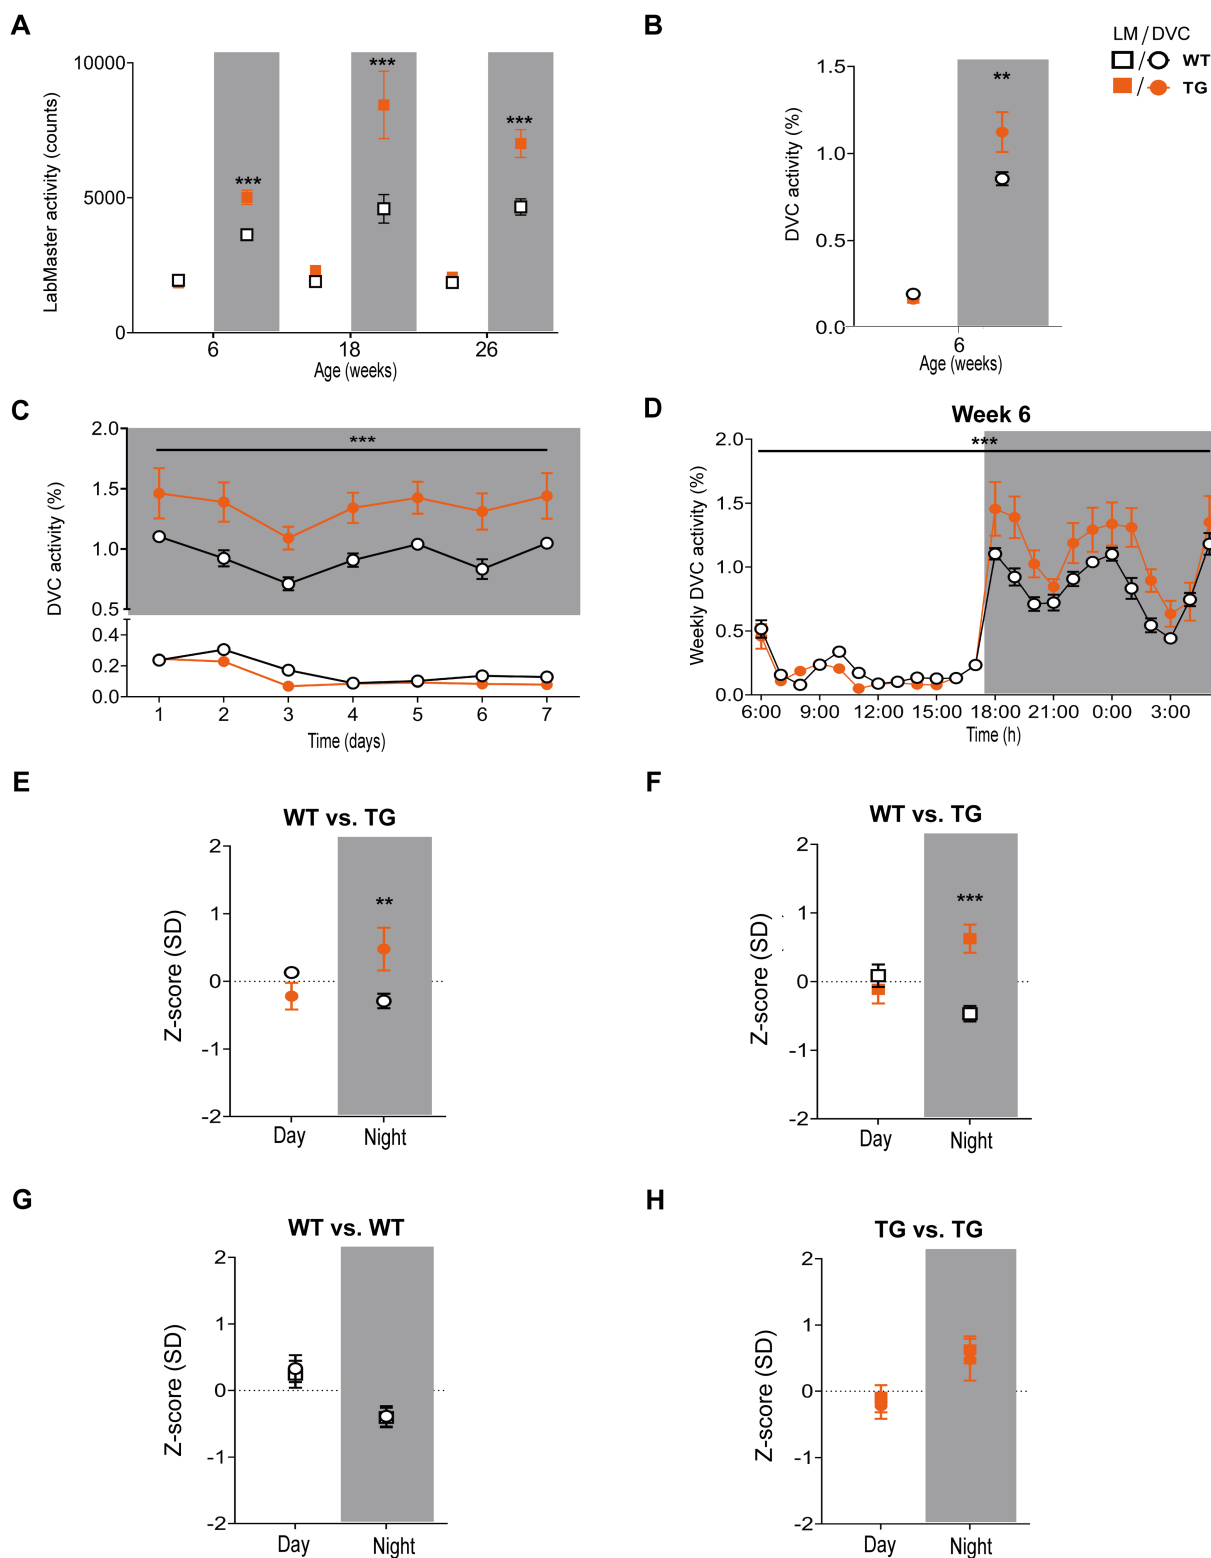 A
LabMaster activity (counts)
10000
5000
0
***
***
***
6
18
26
Age (weeks)
B
DVC activity (%)
1.5
1.0
0.5
0.0
**
6
Age (weeks)
LM / DVC
/ WT
/ TG
C
DVC activity (%)
2.0
1.5
1.0
0.5
0.4
0.2
0.0
***
1
2
3
4
5
6
7
Time (days)
D
Week 6
Weekly DVC activity (%)
2.0
1.5
1.0
0.5
0.0
***
6:00
9:00
12:00
15:00
18:00
21:00
0:00
3:00
Time (h)
E
WT vs. TG
Z-score (SD)
2
1
0
-1
-2
**
Day
Night
F
WT vs. TG
Z-score (SD)
2
1
0
-1
-2
***
Day
Night
G
WT vs. WT
Z-score (SD)
2
1
0
-1
-2
Day
Night
H
TG vs. TG
Z-score (SD)
2
1
0
-1
-2
Day
Night